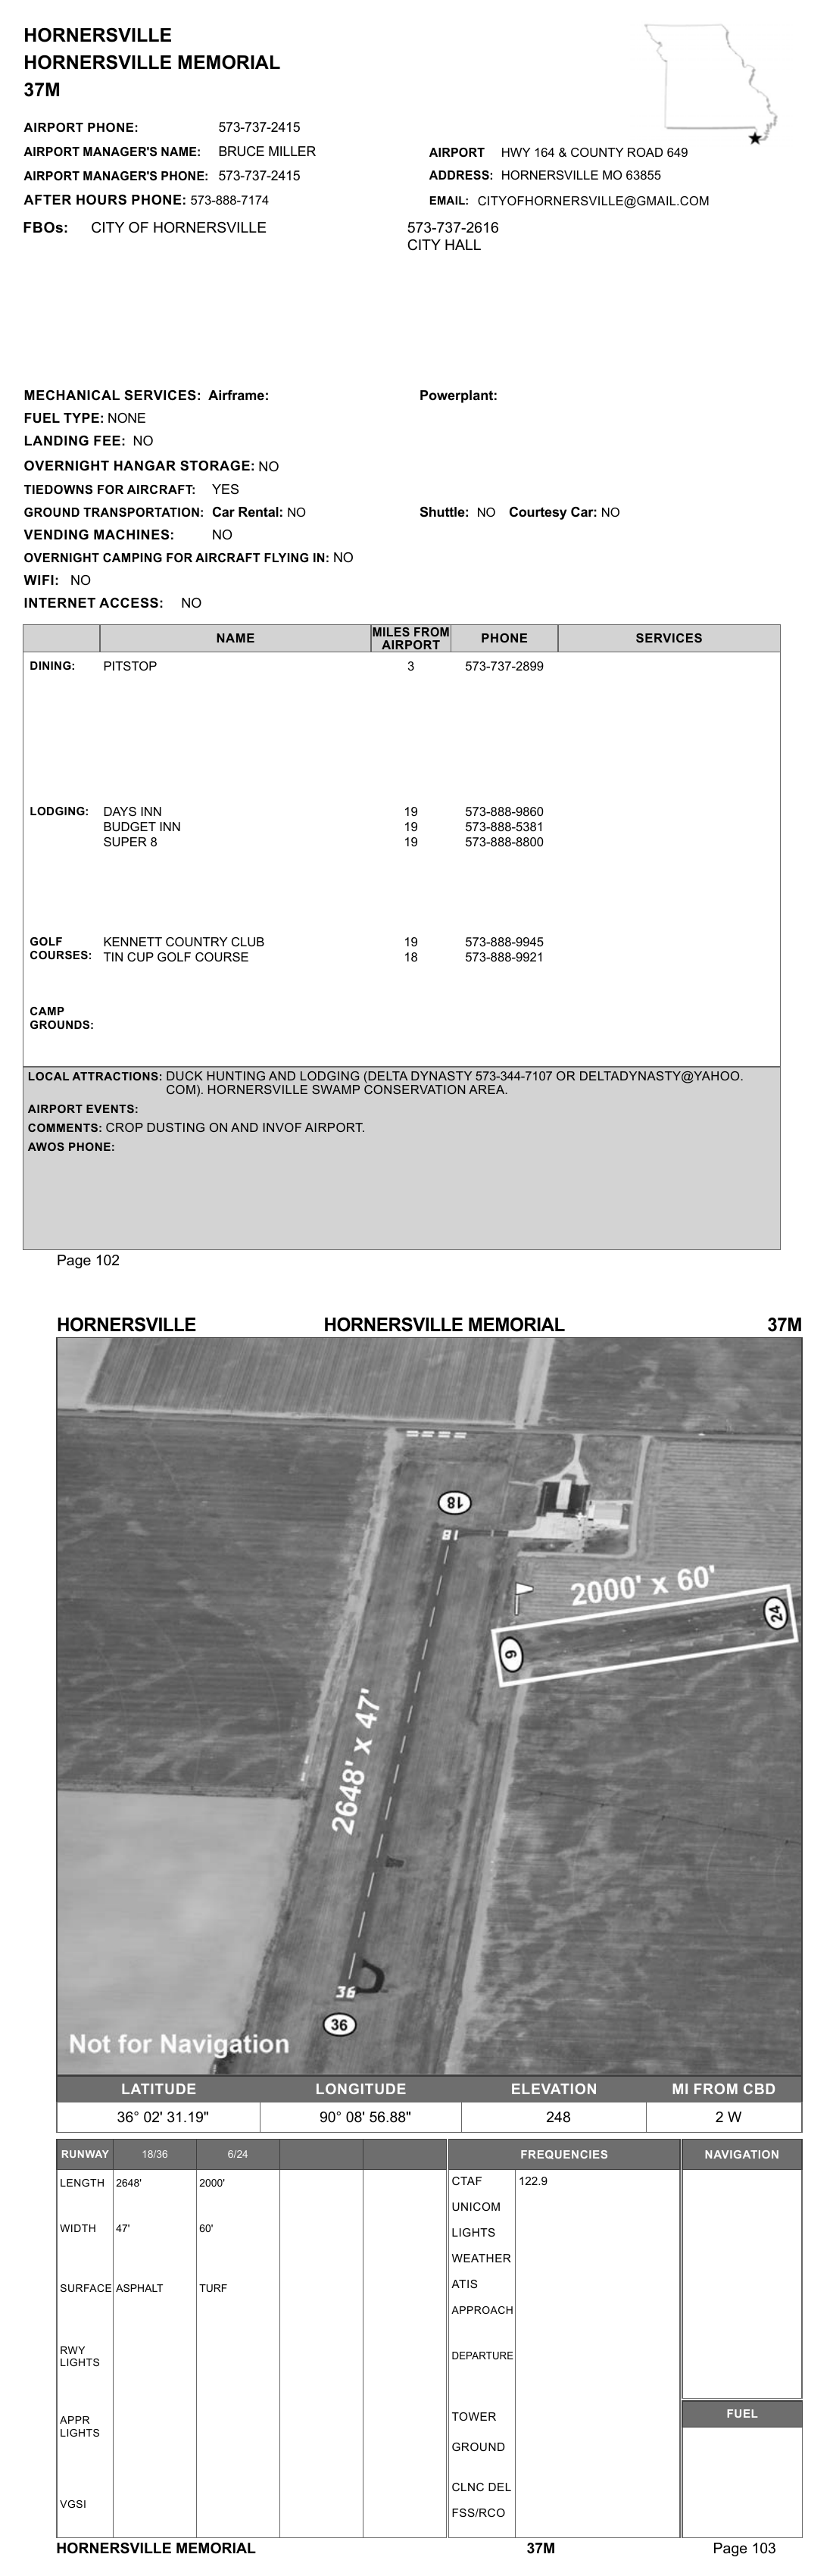 HORNERSVILLE
HORNERSVILLE MEMORIAL
37M
AIRPORT PHONE: 573-737-2415
AIRPORT MANAGER'S NAME: BRUCE MILLER
AIRPORT MANAGER'S PHONE: 573-737-2415
AFTER HOURS PHONE: 573-888-7174
AIRPORT HWY 164 & COUNTY ROAD 649
ADDRESS: HORNERSVILLE MO 63855
EMAIL: CITYOFHORNERSVILLE@GMAIL.COM
FBOs: CITY OF HORNERSVILLE 573-737-2616
CITY HALL
MECHANICAL SERVICES: Airframe: Powerplant:
FUEL TYPE: NONE
LANDING FEE: NO
OVERNIGHT HANGAR STORAGE: NO
TIEDOWNS FOR AIRCRAFT: YES
GROUND TRANSPORTATION: Car Rental: NO Shuttle: NO Courtesy Car: NO
VENDING MACHINES: NO
OVERNIGHT CAMPING FOR AIRCRAFT FLYING IN: NO
WIFI: NO
INTERNET ACCESS: NO
NAME MILES FROM AIRPORT PHONE SERVICES
DINING: PITSTOP 3 573-737-2899
LODGING: DAYS INN 19 573-888-9860
BUDGET INN 19 573-888-5381
SUPER 8 19 573-888-8800
GOLF COURSES: KENNETT COUNTRY CLUB 19 573-888-9945
TIN CUP GOLF COURSE 18 573-888-9921
CAMP
GROUNDS:
LOCAL ATTRACTIONS: DUCK HUNTING AND LODGING (DELTA DYNASTY 573-344-7107 OR DELTADYNASTY@YAHOO.
COM). HORNERSVILLE SWAMP CONSERVATION AREA.
AIRPORT EVENTS:
COMMENTS: CROP DUSTING ON AND INVOF AIRPORT.
AWOS PHONE:
Page 102
HORNERSVILLE HORNERSVILLE MEMORIAL 37M
18
18
2000' x 60'
24
6
2648' x 47'
36
36
Not for Navigation
LATITUDE LONGITUDE ELEVATION MI FROM CBD
36° 02' 31.19" 90° 08' 56.88" 248 2 W
RUNWAY 18/36 6/24
LENGTH 2648' 2000'
WIDTH 47' 60'
SURFACE ASPHALT TURF
RWY
LIGHTS
APPR
LIGHTS
VGSI
FREQUENCIES
CTAF 122.9
UNICOM
LIGHTS
WEATHER
ATIS
APPROACH
DEPARTURE
TOWER
GROUND
CLNC DEL
FSS/RCO
NAVIGATION
FUEL
HORNERSVILLE MEMORIAL 37M Page 103